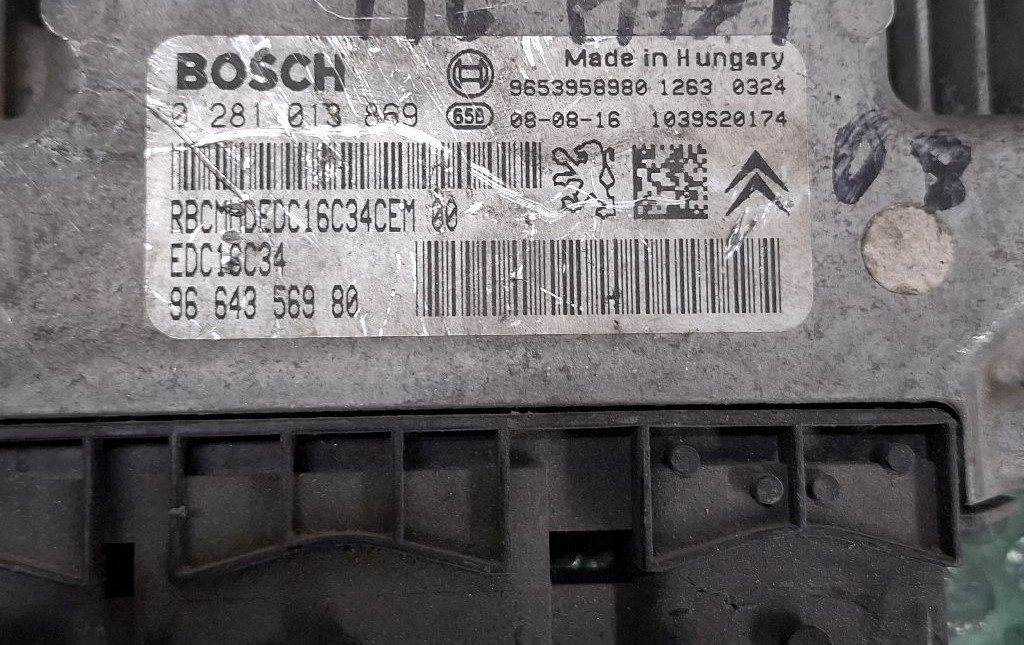 BOSCH
Made in Hungary
9653958980 1263 0324
0 281 013 869
658 08-08-16 1039S20174
RBCM DEDC16C34CEM 00
EDC16C34
96 643 569 80